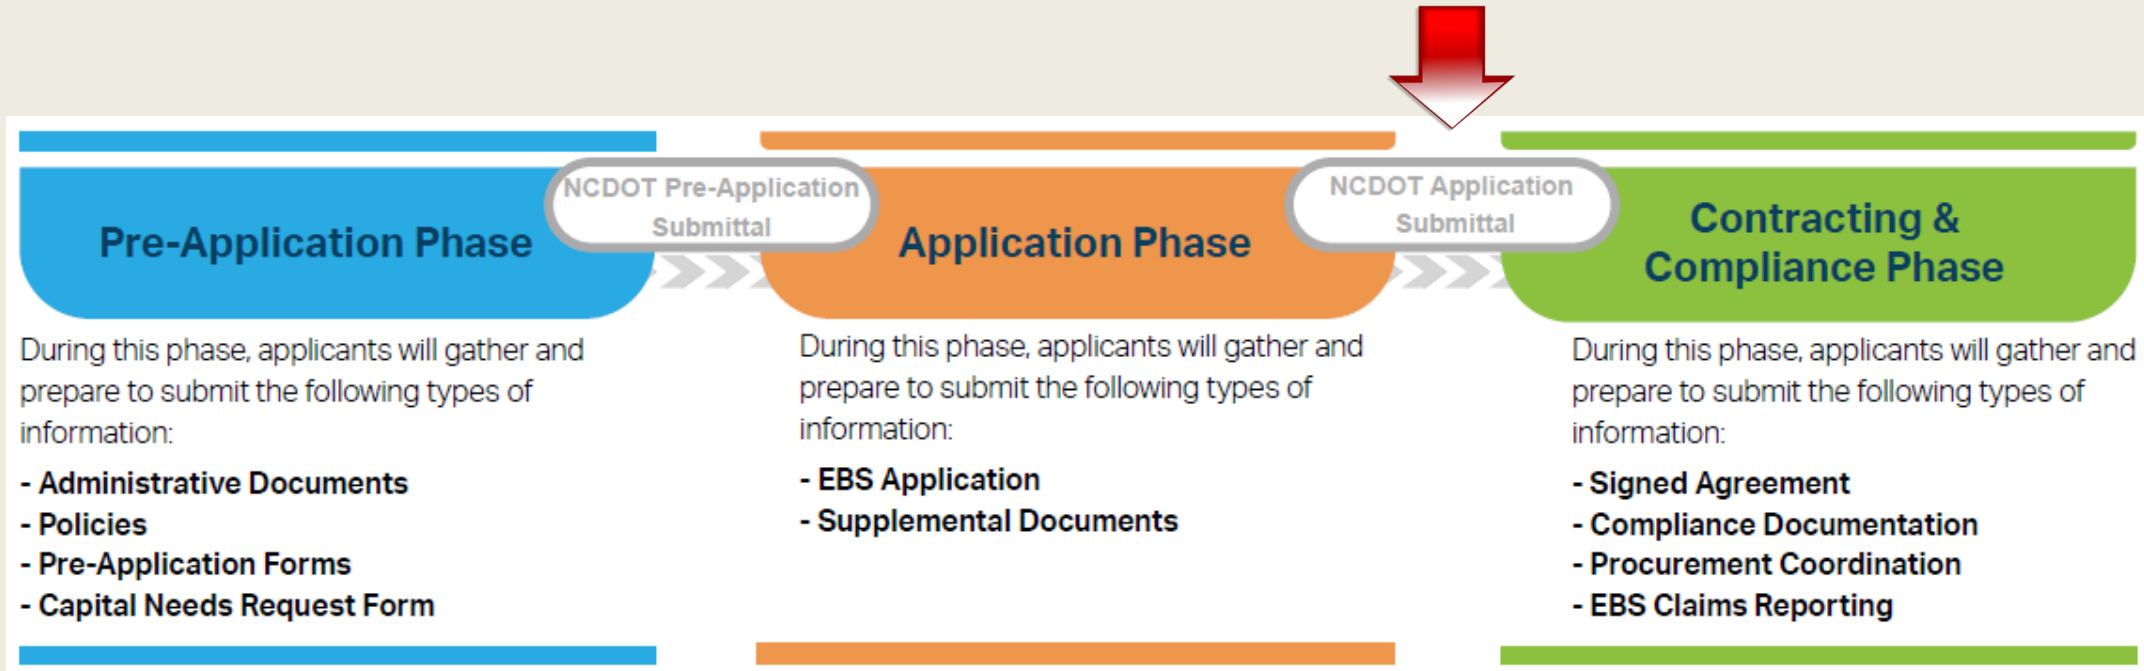 NCDOT Pre-Application
Submittal
NCDOT Application
Submittal
Pre-Application Phase
Application Phase
Contracting &
Compliance Phase
During this phase, applicants will gather and
prepare to submit the following types of
information:
- Administrative Documents
- Policies
- Pre-Application Forms
- Capital Needs Request Form
During this phase, applicants will gather and
prepare to submit the following types of
information:
- EBS Application
- Supplemental Documents
During this phase, applicants will gather and
prepare to submit the following types of
information:
- Signed Agreement
- Compliance Documentation
- Procurement Coordination
- EBS Claims Reporting